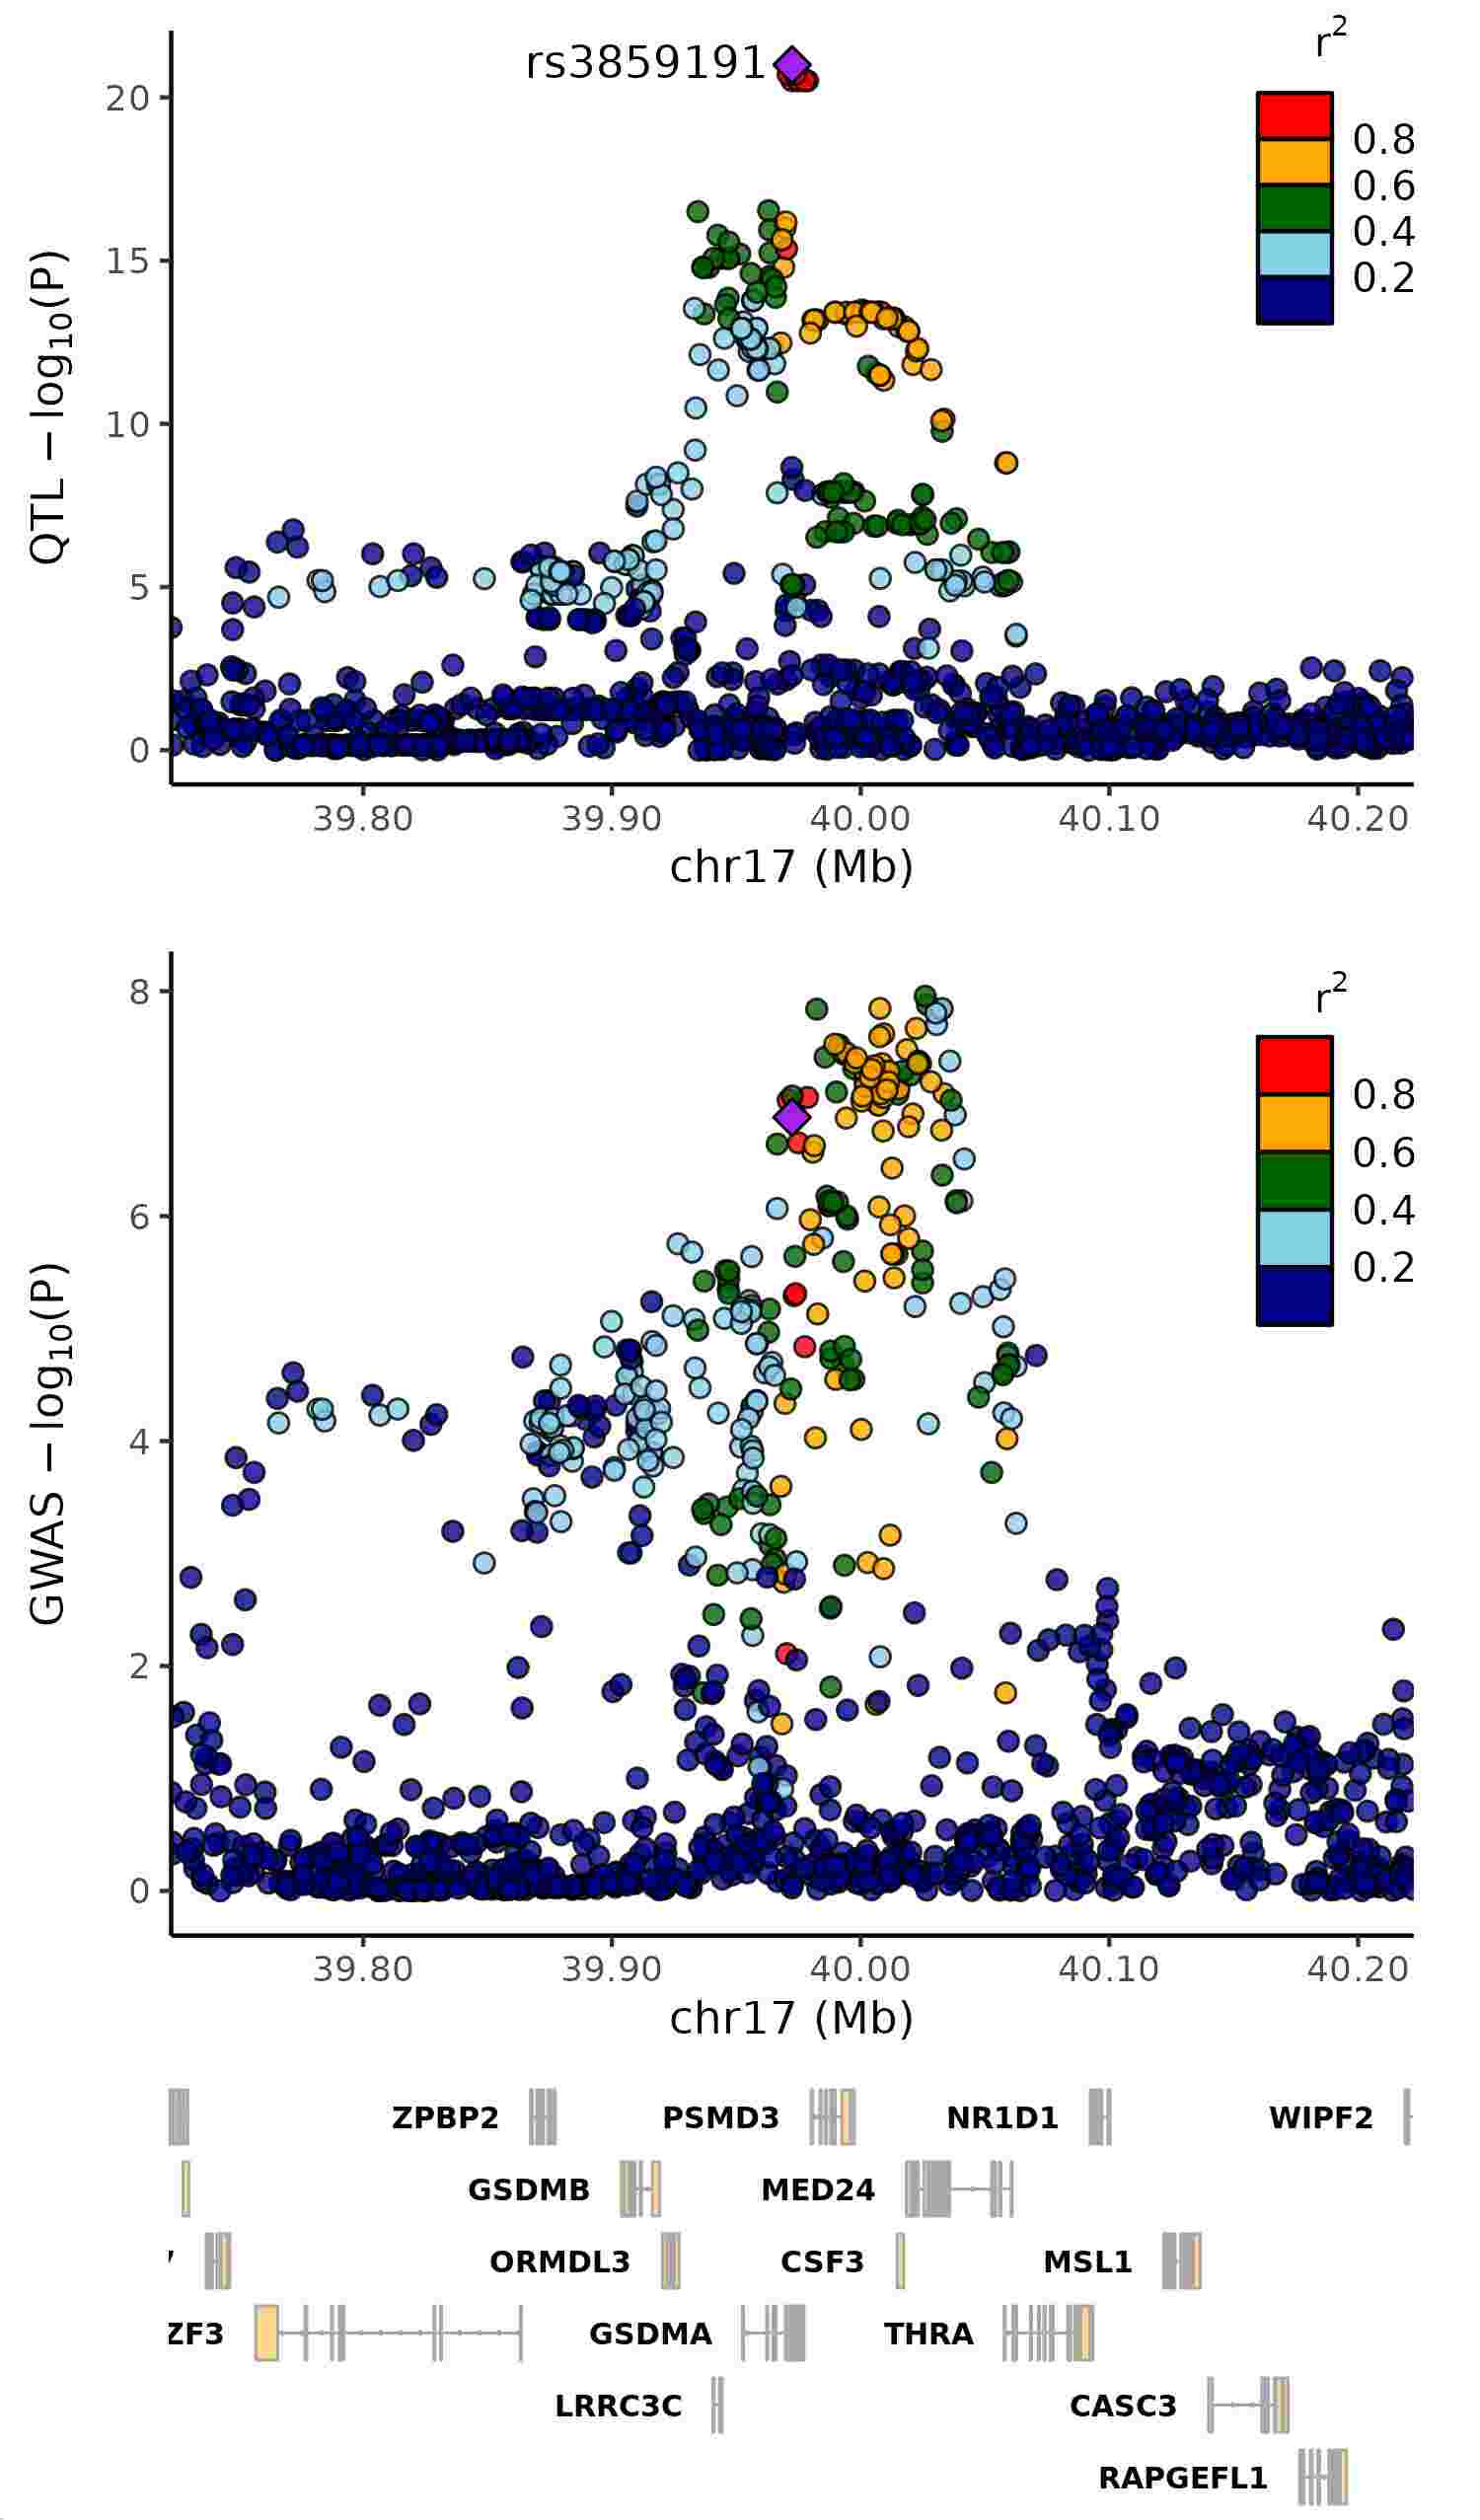 r2
rs3859191
20
15
10
5
0
0.8
0.6
0.4
0.2
QTL − log10(P)
39.80 39.90 40.00 40.10 40.20
chr17 (Mb)
r2
8
6
4
2
0
0.8
0.6
0.4
0.2
GWAS − log10(P)
39.80 39.90 40.00 40.10 40.20
chr17 (Mb)
ZPBP2 PSMD3 NR1D1 WIPF2
GSDMB MED24
ORMDL3 CSF3 MSL1
ZF3 GSDMA THRA
LRRC3C CASC3
RAPGEFL1